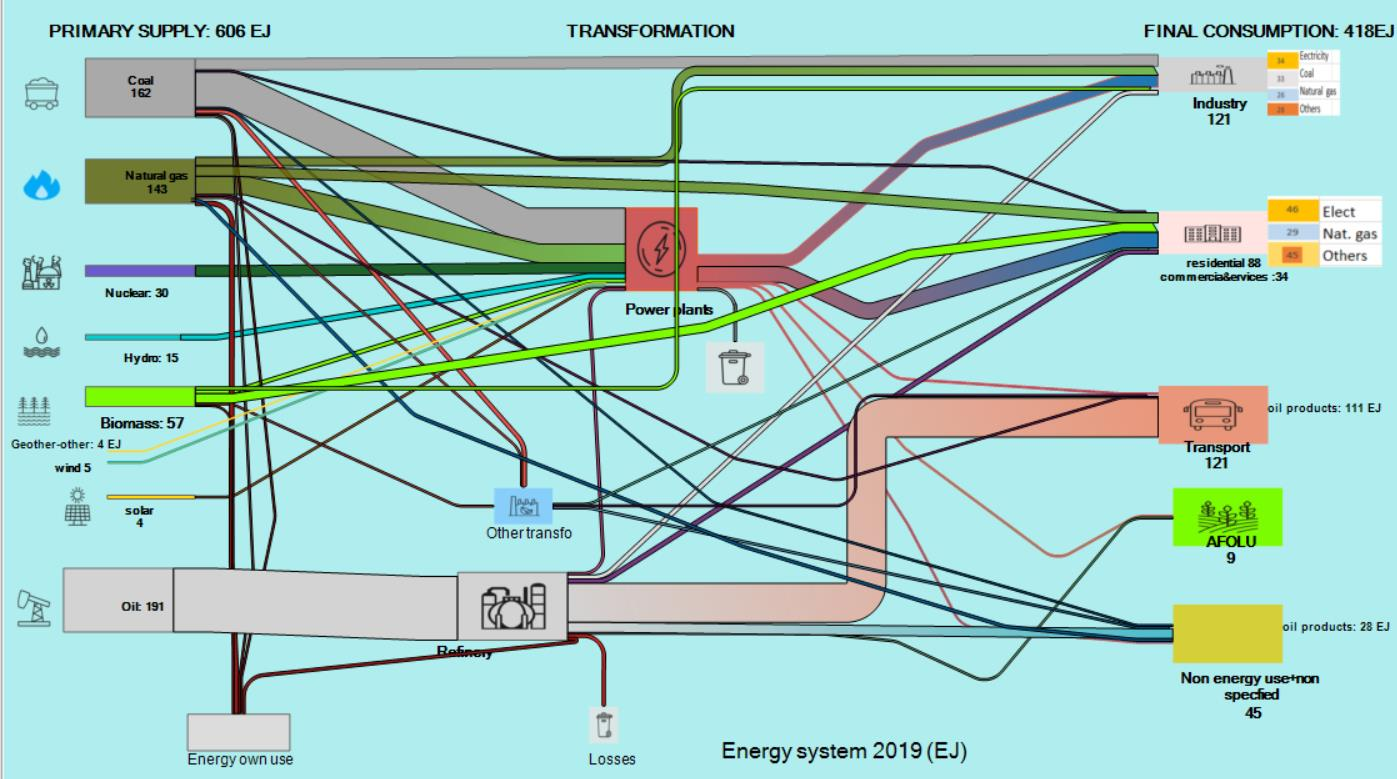 PRIMARY SUPPLY: 606 EJ
TRANSFORMATION
FINAL CONSUMPTION: 418EJ
Coal
162
Natural gas
143
Nuclear: 30
Hydro: 15
Biomass: 57
Geother-other: 4 EJ
wind 5
solar
4
Oil: 191
Power plants
Other transfo
Refinery
Energy own use
Losses
Energy system 2019 (EJ)
Industry
121
34 Eectricity
33 Coal
26 Natural gas
Others
46 Elect
29 Nat. gas
45 Others
residential 88
commercia&ervices :34
oil products: 111 EJ
Transport
121
AFOLU
9
oil products: 28 EJ
Non energy use+non
specfied
45